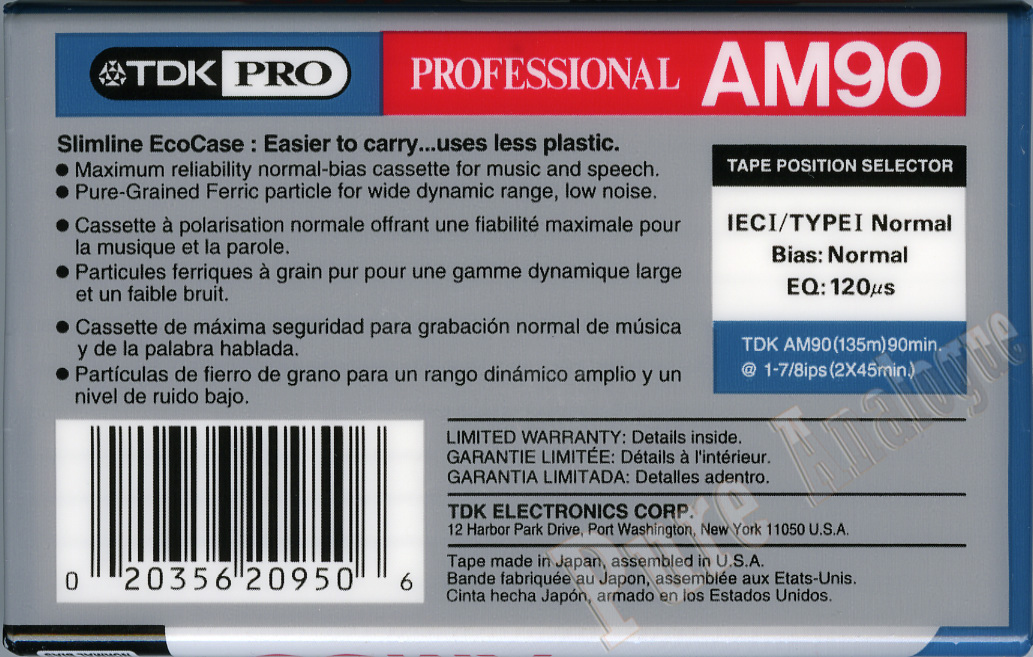 TDK PRO PROFESSIONAL AM90
Slimline EcoCase : Easier to carry...uses less plastic.
● Maximum reliability normal-bias cassette for music and speech.
● Pure-Grained Ferric particle for wide dynamic range, low noise.
● Cassette à polarisation normale offrant une fiabilité maximale pour
la musique et la parole.
● Particules ferriques à grain pur pour une gamme dynamique large
et un faible bruit.
● Cassette de máxima seguridad para grabación normal de música
y de la palabra hablada.
● Partículas de fierro de grano para un rango dinámico amplio y un
nivel de ruido bajo.
TAPE POSITION SELECTOR
IECI/TYPEI Normal
Bias: Normal
EQ: 120μs
TDK AM90(135m)90min.
@ 1-7/8ips(2X45min.)
0 20356 20950 6
LIMITED WARRANTY: Details inside.
GARANTIE LIMITÉE: Détails à l'intérieur.
GARANTIA LIMITADA: Detalles adentro.
TDK ELECTRONICS CORP.
12 Harbor Park Drive, Port Washington, New York 11050 U.S.A.
Tape made in Japan, assembled in U.S.A.
Bande fabriquée au Japon, assemblée aux Etats-Unis.
Cinta hecha Japón, armado en los Estados Unidos.
Pure Analogue